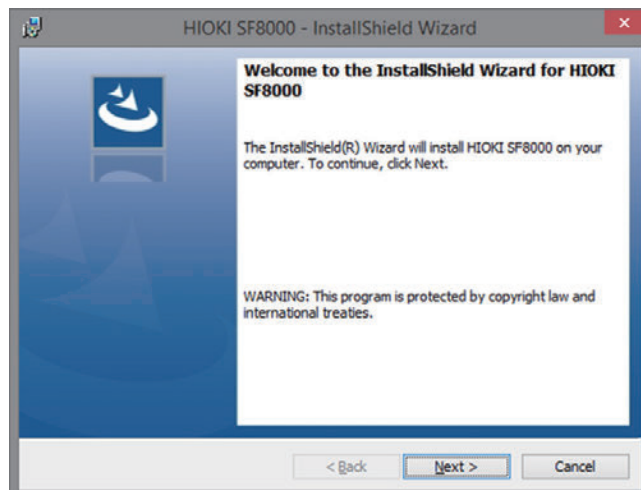 HIOKI SF8000 - InstallShield Wizard
Welcome to the InstallShield Wizard for HIOKI
SF8000
The InstallShield(R) Wizard will install HIOKI SF8000 on your
computer. To continue, click Next.
WARNING: This program is protected by copyright law and
international treaties.
< Back
Next >
Cancel